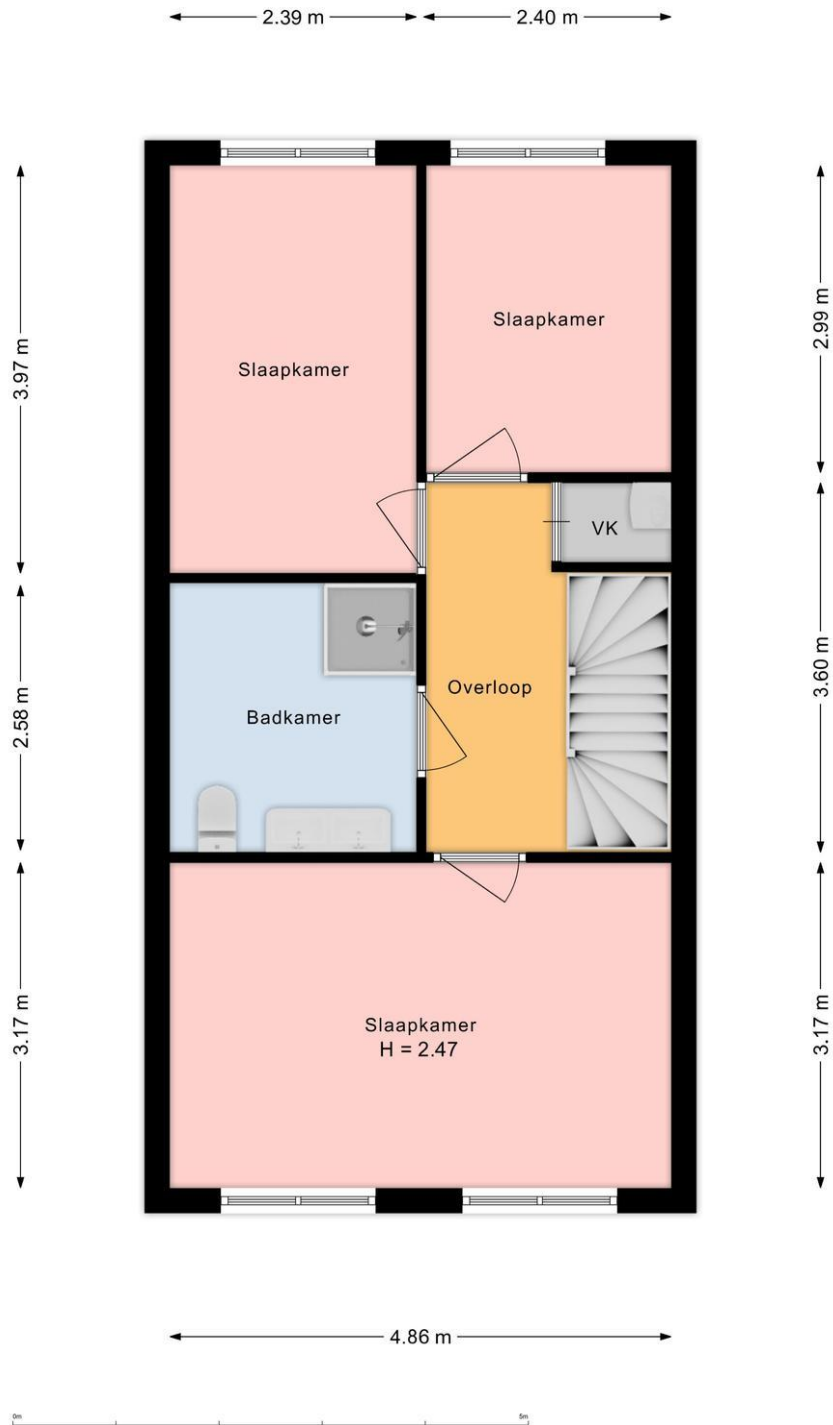 2.39 m
2.40 m
3.97 m
2.99 m
Slaapkamer
Slaapkamer
VK
3.60 m
2.58 m
Overloop
Badkamer
3.17 m
3.17 m
Slaapkamer
H = 2.47
4.86 m
0m
5m